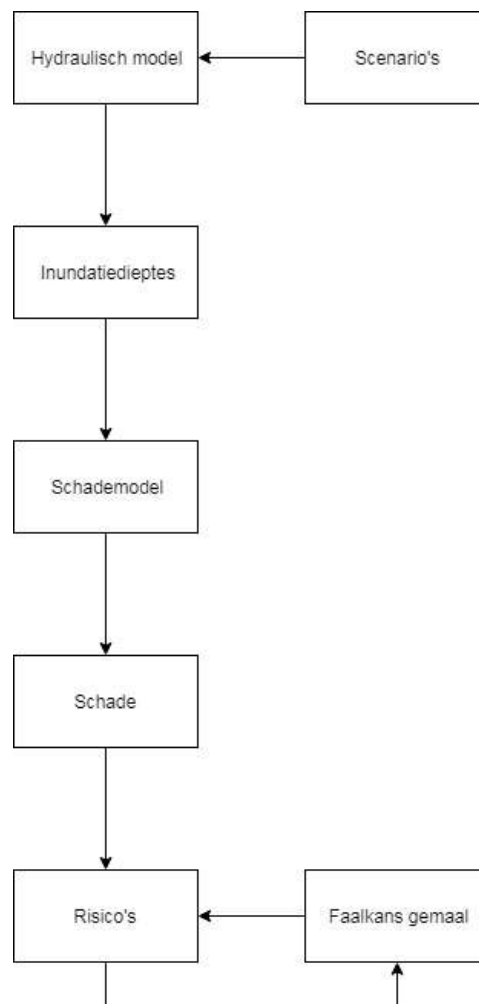 Hydraulisch model
Scenario's
Inundatiedieptes
Schademodel
Schade
Risico's
Faalkans gemaal